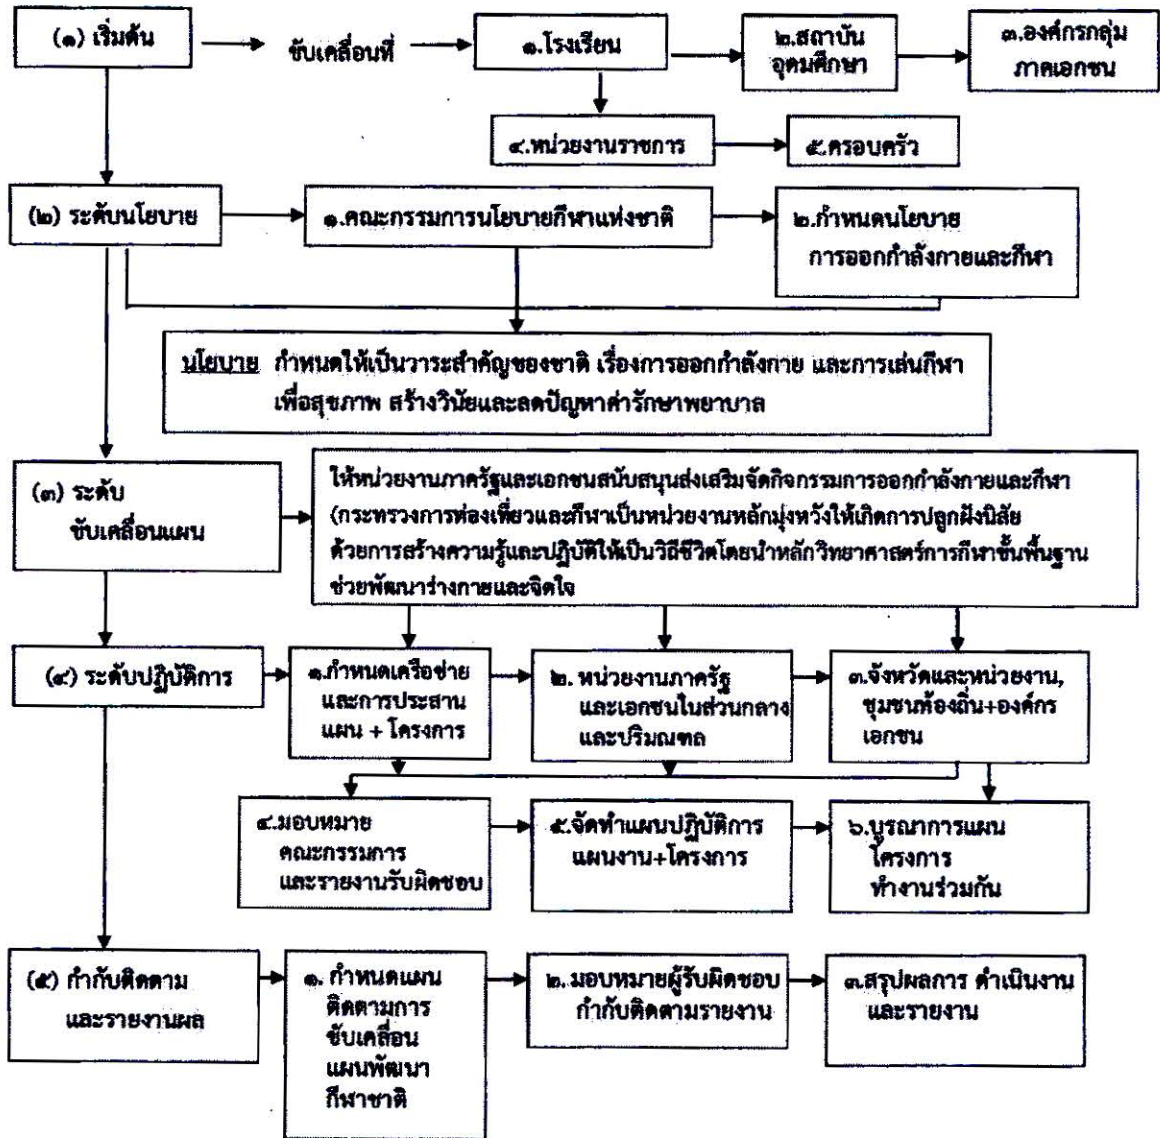 (๑) เริ่มต้น
ขับเคลื่อนที่
๑.โรงเรียน
๒.สถาบัน
อุดมศึกษา
๓.องค์กรกลุ่ม
ภาคเอกชน
๔.หน่วยงานราชการ
๕.ครอบครัว
(๒) ระดับนโยบาย
๑.คณะกรรมการนโยบายกีฬาแห่งชาติ
๒.กำหนดนโยบาย
การออกกำลังกายและกีฬา
นโยบาย กำหนดให้เป็นวาระสำคัญของชาติ เรื่องการออกกำลังกาย และการเล่นกีฬา
เพื่อสุขภาพ สร้างวินัยและลดปัญหาค่ารักษาพยาบาล
(๓) ระดับ
ขับเคลื่อนแผน
ให้หน่วยงานภาครัฐและเอกชนสนับสนุนส่งเสริมจัดกิจกรรมการออกกำลังกายและกีฬา
(กระทรวงการท่องเที่ยวและกีฬาเป็นหน่วยงานหลักมุ่งหวังให้เกิดการปลูกฝังนิสัย
ด้วยการสร้างความรู้และปฏิบัติให้เป็นวิถีชีวิตโดยนำหลักวิทยาศาสตร์การกีฬาขั้นพื้นฐาน
ช่วยพัฒนาร่างกายและจิตใจ
(๔) ระดับปฏิบัติการ
๑.กำหนดเครือข่าย
และการประสาน
แผน + โครงการ
๒. หน่วยงานภาครัฐ
และเอกชนในส่วนกลาง
และปริมณฑล
๓.จังหวัดและหน่วยงาน,
ชุมชนท้องถิ่น+องค์กร
เอกชน
๔.มอบหมาย
คณะกรรมการ
และรายงานรับผิดชอบ
๕.จัดทำแผนปฏิบัติการ
แผนงาน+โครงการ
๖.บูรณาการแผน
โครงการ
ทำงานร่วมกัน
(๕) กำกับติดตาม
และรายงานผล
๑. กำหนดแผน
ติดตามการ
ขับเคลื่อน
แผนพัฒนา
กีฬาชาติ
๒.มอบหมายผู้รับผิดชอบ
กำกับติดตามรายงาน
๓.สรุปผลการ ดำเนินงาน
และรายงาน